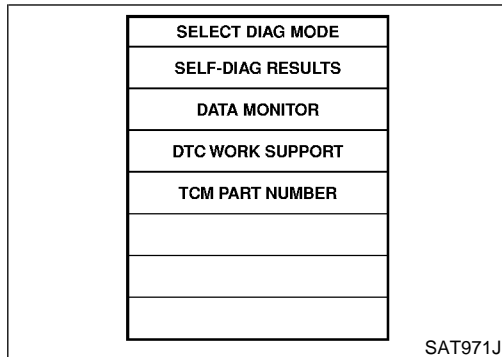 SELECT DIAG MODE
SELF-DIAG RESULTS
DATA MONITOR
DTC WORK SUPPORT
TCM PART NUMBER
SAT971J